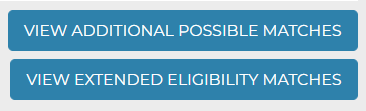 VIEW ADDITIONAL POSSIBLE MATCHES
VIEW EXTENDED ELIGIBILITY MATCHES